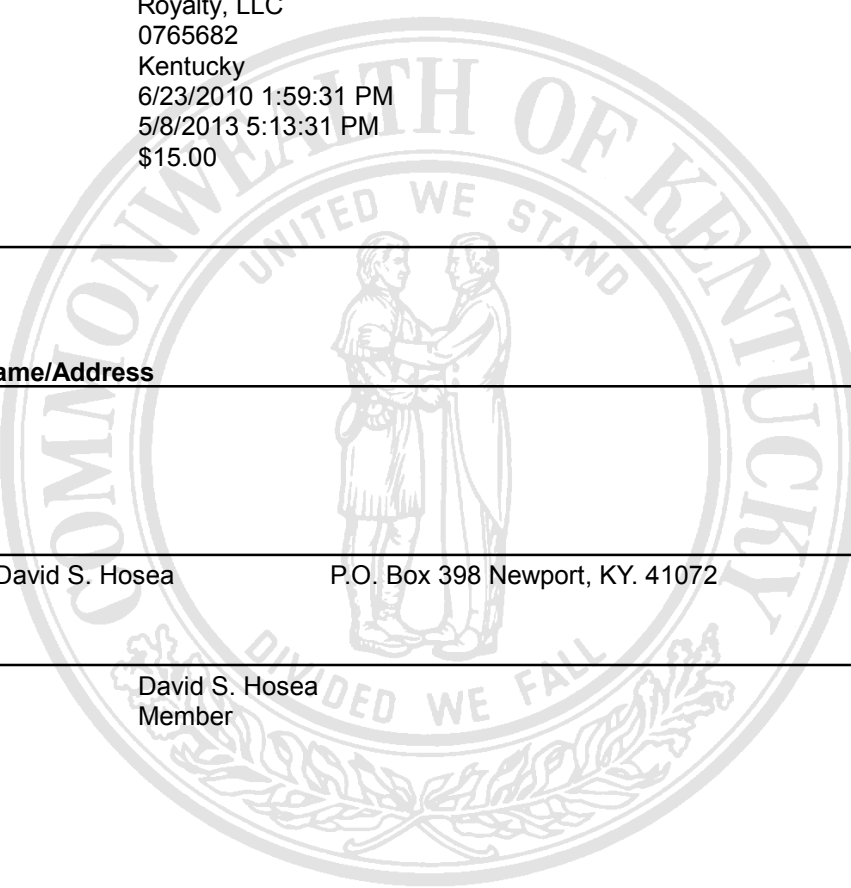 Royalty, LLC
0765682
Kentucky
6/23/2010 1:59:31 PM
5/8/2013 5:13:31 PM
$15.00
COMMONWEALTH OF KENTUCKY
UNITED WE STAND
ame/Address
David S. Hosea P.O. Box 398 Newport, KY. 41072
DIVIDED WE FALL
David S. Hosea
Member